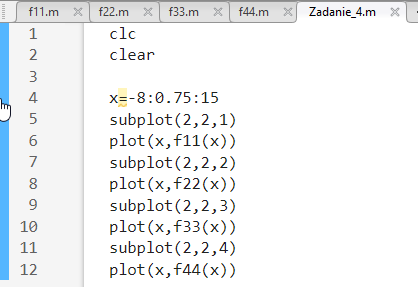 f11.m × f22.m × f33.m × f44.m × Zadanie_4.m ×
1 clc
2 clear
3
4 x=-8:0.75:15
5 subplot(2,2,1)
6 plot(x,f11(x))
7 subplot(2,2,2)
8 plot(x,f22(x))
9 subplot(2,2,3)
10 plot(x,f33(x))
11 subplot(2,2,4)
12 plot(x,f44(x))